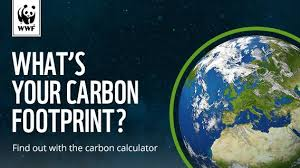 WWF
WHAT'S
YOUR CARBON
FOOTPRINT?
Find out with the carbon calculator